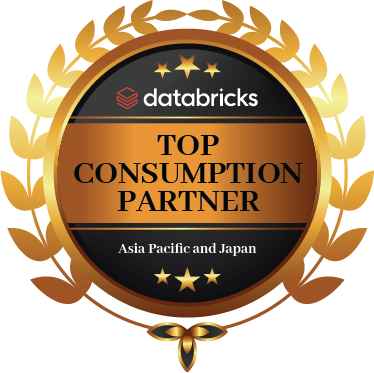 databricks
TOP
CONSUMPTION
PARTNER
Asia Pacific and Japan